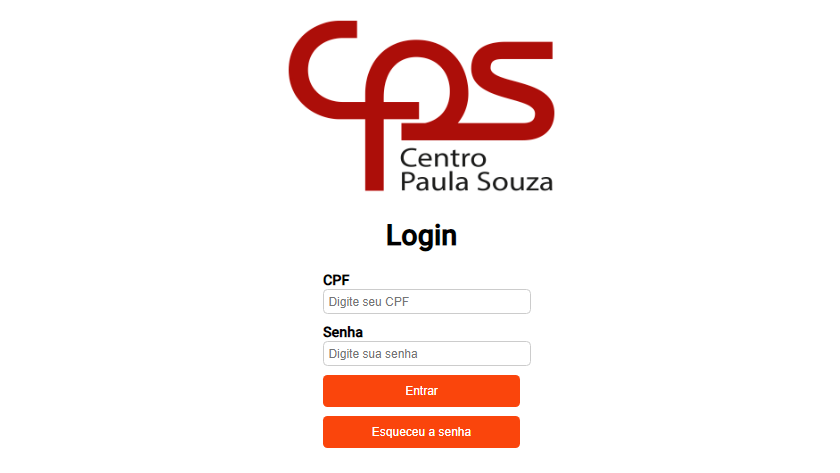 cps
Centro
Paula Souza
Login
CPF
Digite seu CPF
Senha
Digite sua senha
Entrar
Esqueceu a senha